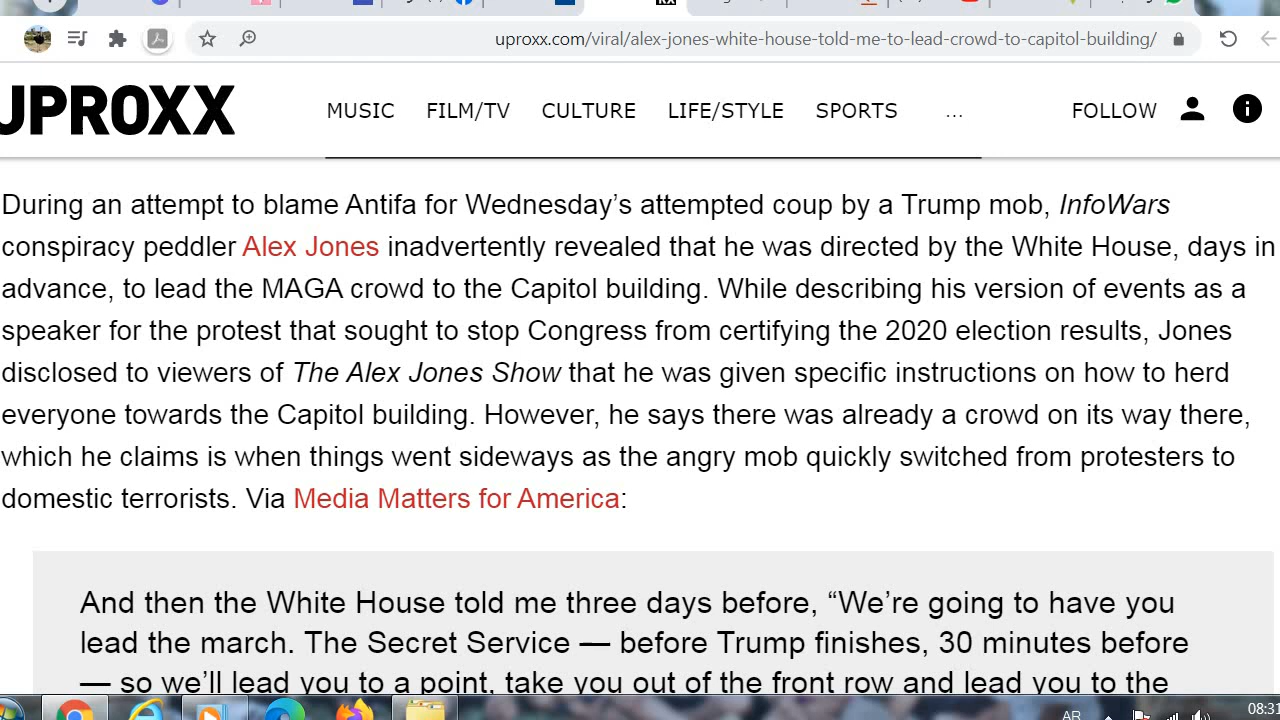 uproxx.com/viral/alex-jones-white-house-told-me-to-lead-crowd-to-capitol-building/
UPROXX
MUSIC FILM/TV CULTURE LIFE/STYLE SPORTS ... FOLLOW
During an attempt to blame Antifa for Wednesday’s attempted coup by a Trump mob, InfoWars
conspiracy peddler Alex Jones inadvertently revealed that he was directed by the White House, days in
advance, to lead the MAGA crowd to the Capitol building. While describing his version of events as a
speaker for the protest that sought to stop Congress from certifying the 2020 election results, Jones
disclosed to viewers of The Alex Jones Show that he was given specific instructions on how to herd
everyone towards the Capitol building. However, he says there was already a crowd on its way there,
which he claims is when things went sideways as the angry mob quickly switched from protesters to
domestic terrorists. Via Media Matters for America:
And then the White House told me three days before, “We’re going to have you
lead the march. The Secret Service — before Trump finishes, 30 minutes before
— so we’ll lead you to a point, take you out of the front row and lead you to the
AR 08:31